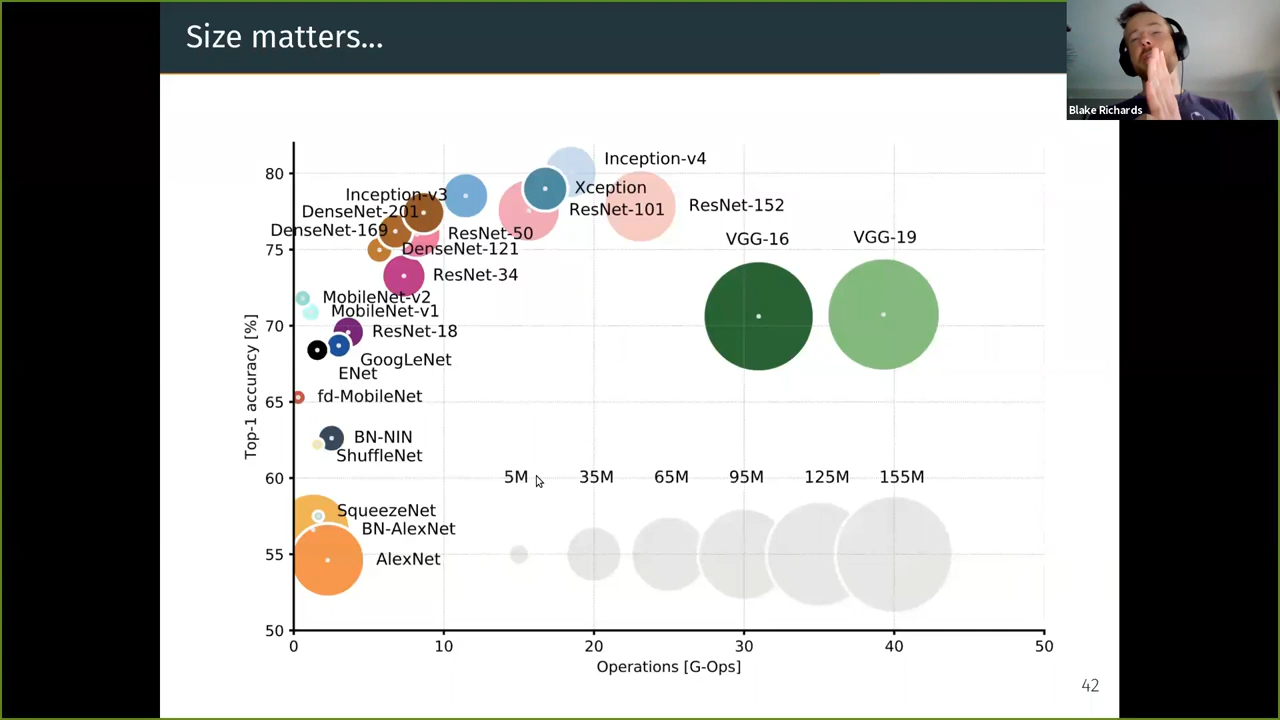 Size matters...
Blake Richards
80
75
70
65
60
55
50
Top-1 accuracy [%]
Inception-v4
Xception
Inception-v3
ResNet-152
DenseNet-201
ResNet-101
DenseNet-169
ResNet-50
VGG-16
VGG-19
DenseNet-121
ResNet-34
MobileNet-v2
MobileNet-v1
ResNet-18
GoogLeNet
ENet
fd-MobileNet
BN-NIN
ShuffleNet
5M 35M 65M 95M 125M 155M
SqueezeNet
BN-AlexNet
AlexNet
0 10 20 30 40 50
Operations [G-Ops]
42